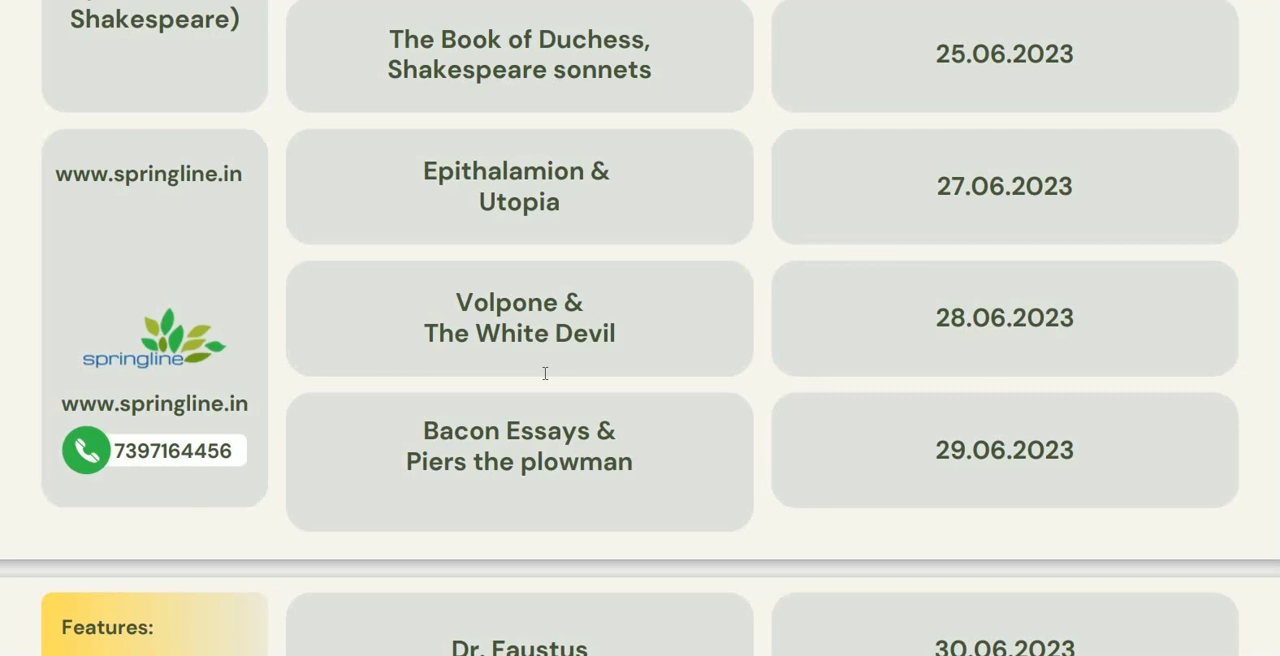 Shakespeare)
The Book of Duchess,
Shakespeare sonnets
25.06.2023
www.springline.in
Epithalamion &
Utopia
27.06.2023
Volpone &
The White Devil
28.06.2023
springline
www.springline.in
7397164456
Bacon Essays &
Piers the plowman
29.06.2023
Features:
Dr. Faustus
30.06.2023